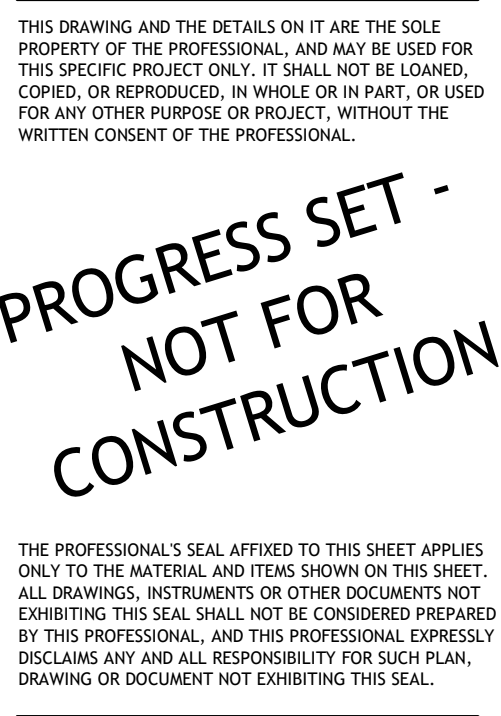 THIS DRAWING AND THE DETAILS ON IT ARE THE SOLE
PROPERTY OF THE PROFESSIONAL, AND MAY BE USED FOR
THIS SPECIFIC PROJECT ONLY. IT SHALL NOT BE LOANED,
COPIED, OR REPRODUCED, IN WHOLE OR IN PART, OR USED
FOR ANY OTHER PURPOSE OR PROJECT, WITHOUT THE
WRITTEN CONSENT OF THE PROFESSIONAL.
PROGRESS SET -
NOT FOR
CONSTRUCTION
THE PROFESSIONAL'S SEAL AFFIXED TO THIS SHEET APPLIES
ONLY TO THE MATERIAL AND ITEMS SHOWN ON THIS SHEET.
ALL DRAWINGS, INSTRUMENTS OR OTHER DOCUMENTS NOT
EXHIBITING THIS SEAL SHALL NOT BE CONSIDERED PREPARED
BY THIS PROFESSIONAL, AND THIS PROFESSIONAL EXPRESSLY
DISCLAIMS ANY AND ALL RESPONSIBILITY FOR SUCH PLAN,
DRAWING OR DOCUMENT NOT EXHIBITING THIS SEAL.